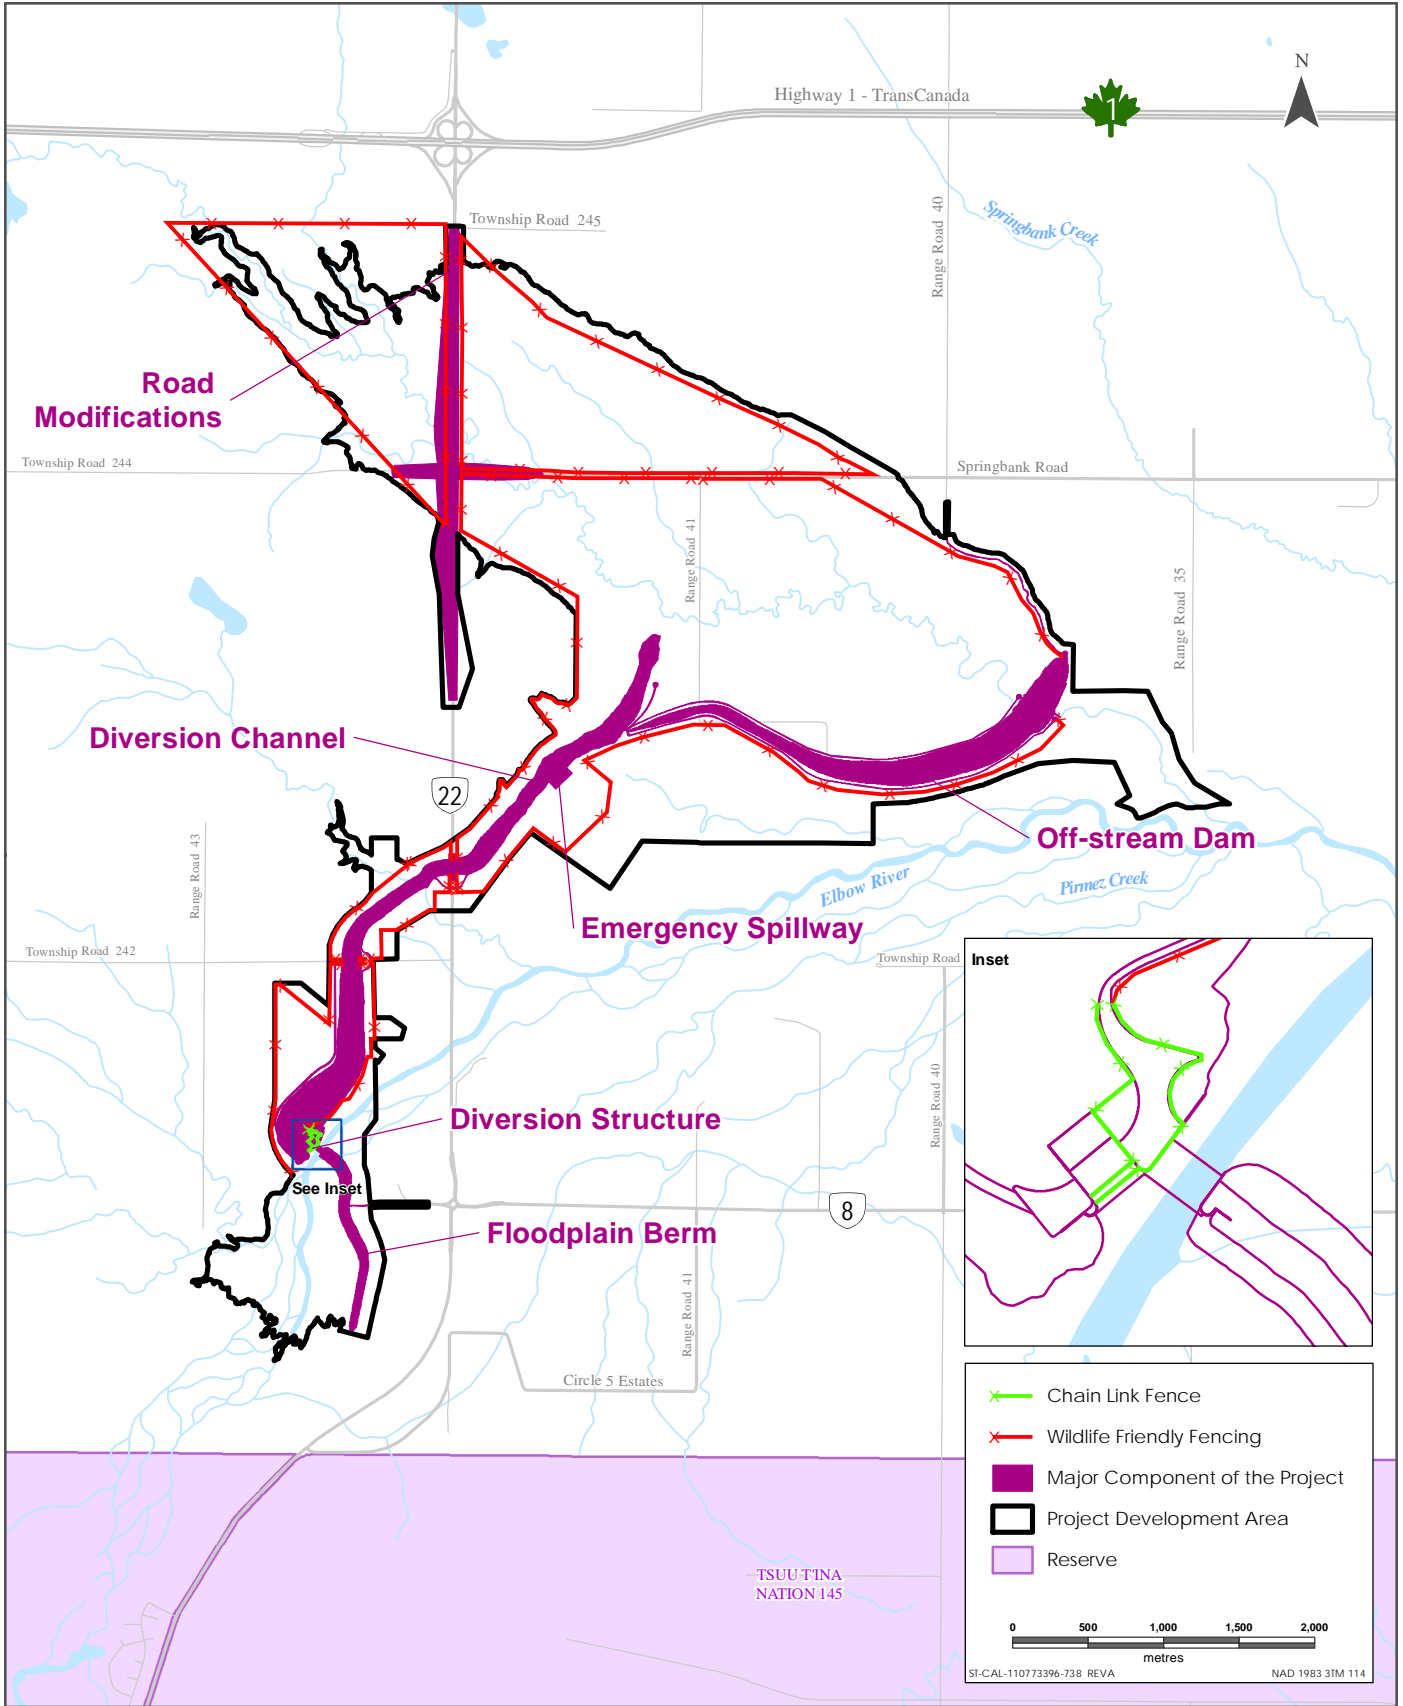 N
Highway 1 - TransCanada
1
Township Road 245
Range Road 40
Springbank Creek
Road
Modifications
Township Road 244
Springbank Road
Range Road 41
Range Road 35
Diversion Channel
22
Off-stream Dam
Range Road 43
Elbow River
Pirmez Creek
Emergency Spillway
Township Road 242
Township Road
Inset
Range Road 40
Diversion Structure
See Inset
8
Floodplain Berm
Range Road 41
Circle 5 Estates
Chain Link Fence
Wildlife Friendly Fencing
Major Component of the Project
Project Development Area
Reserve
TSUU T'INA
NATION 145
0 500 1,000 1,500 2,000
metres
ST-CAL-110773396-738 REVA NAD 1983 3TM 114